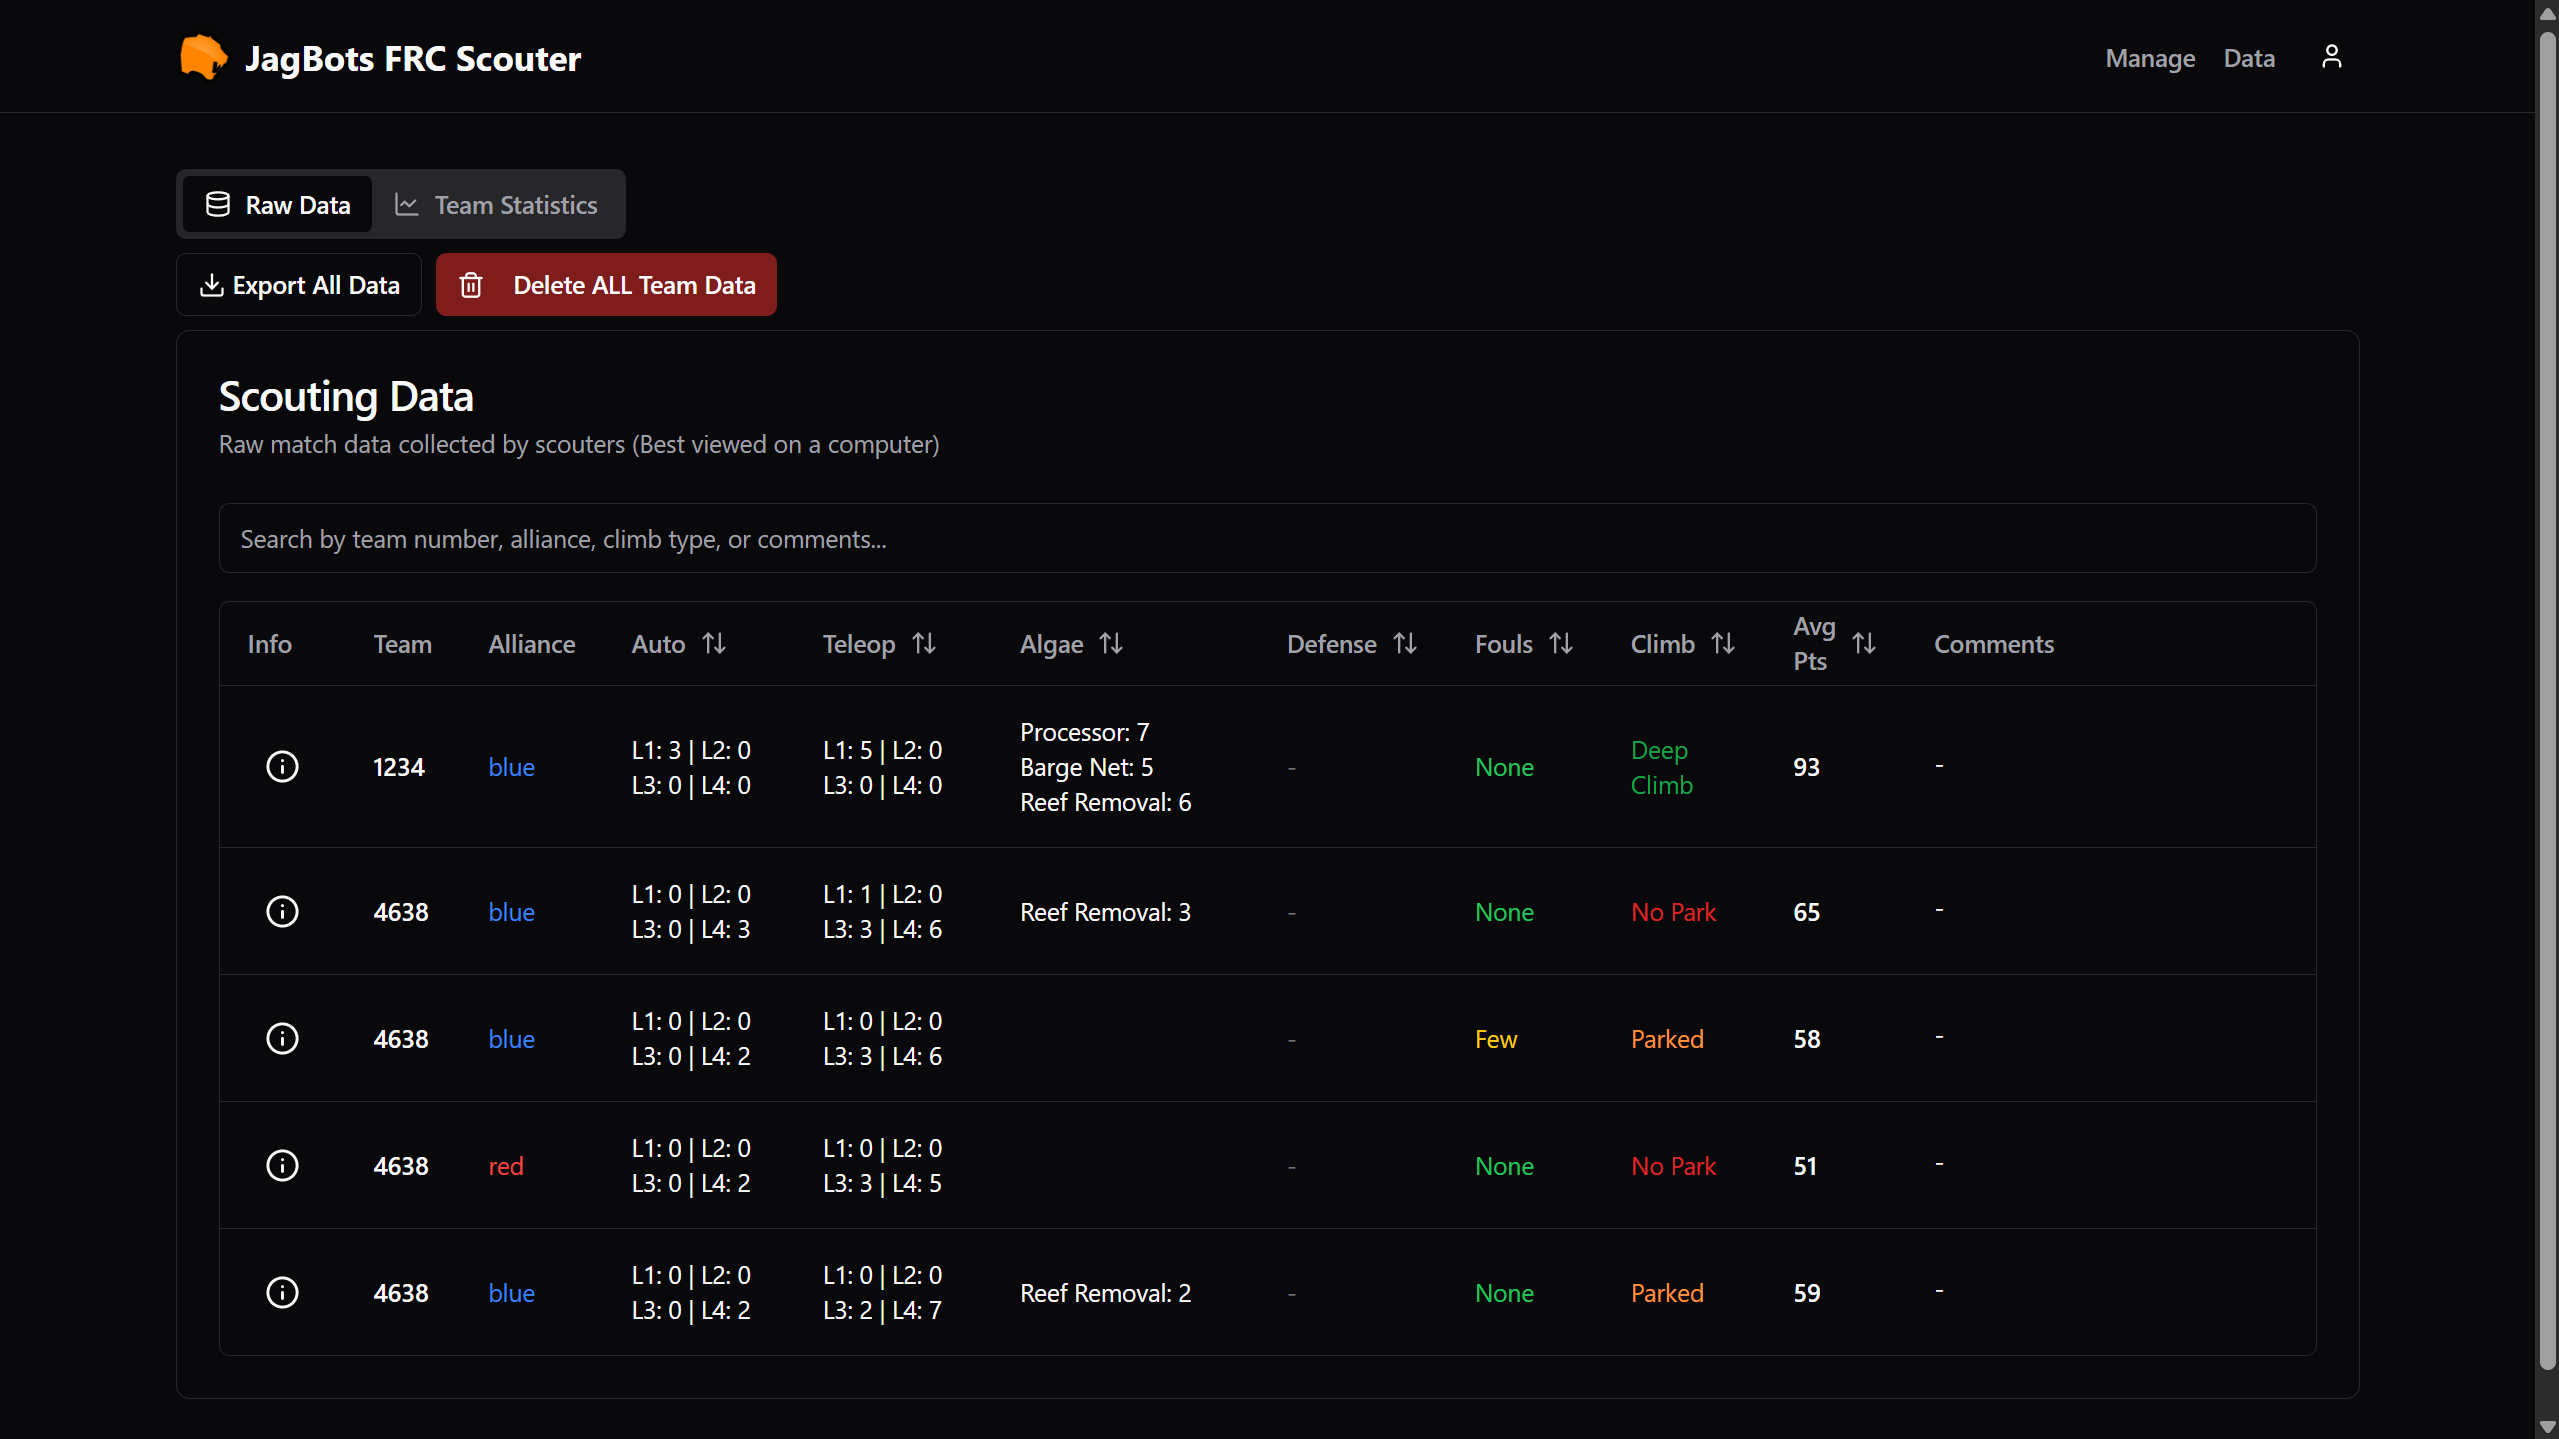 JagBots FRC Scouter
Manage Data
Raw Data Team Statistics
Export All Data Delete ALL Team Data
Scouting Data
Raw match data collected by scouters (Best viewed on a computer)
Search by team number, alliance, climb type, or comments...
Info Team Alliance Auto Teleop Algae Defense Fouls Climb Avg Pts Comments
1234 blue
L1: 3 | L2: 0
L3: 0 | L4: 0
L1: 5 | L2: 0
L3: 0 | L4: 0
Processor: 7
Barge Net: 5
Reef Removal: 6
- None
Deep
Climb
93 -
4638 blue
L1: 0 | L2: 0
L3: 0 | L4: 3
L1: 1 | L2: 0
L3: 3 | L4: 6
Reef Removal: 3
- None No Park 65 -
4638 blue
L1: 0 | L2: 0
L3: 0 | L4: 2
L1: 0 | L2: 0
L3: 3 | L4: 6
- Few Parked 58 -
4638 red
L1: 0 | L2: 0
L3: 0 | L4: 2
L1: 0 | L2: 0
L3: 3 | L4: 5
- None No Park 51 -
4638 blue
L1: 0 | L2: 0
L3: 0 | L4: 2
L1: 0 | L2: 0
L3: 2 | L4: 7
Reef Removal: 2
- None Parked 59 -